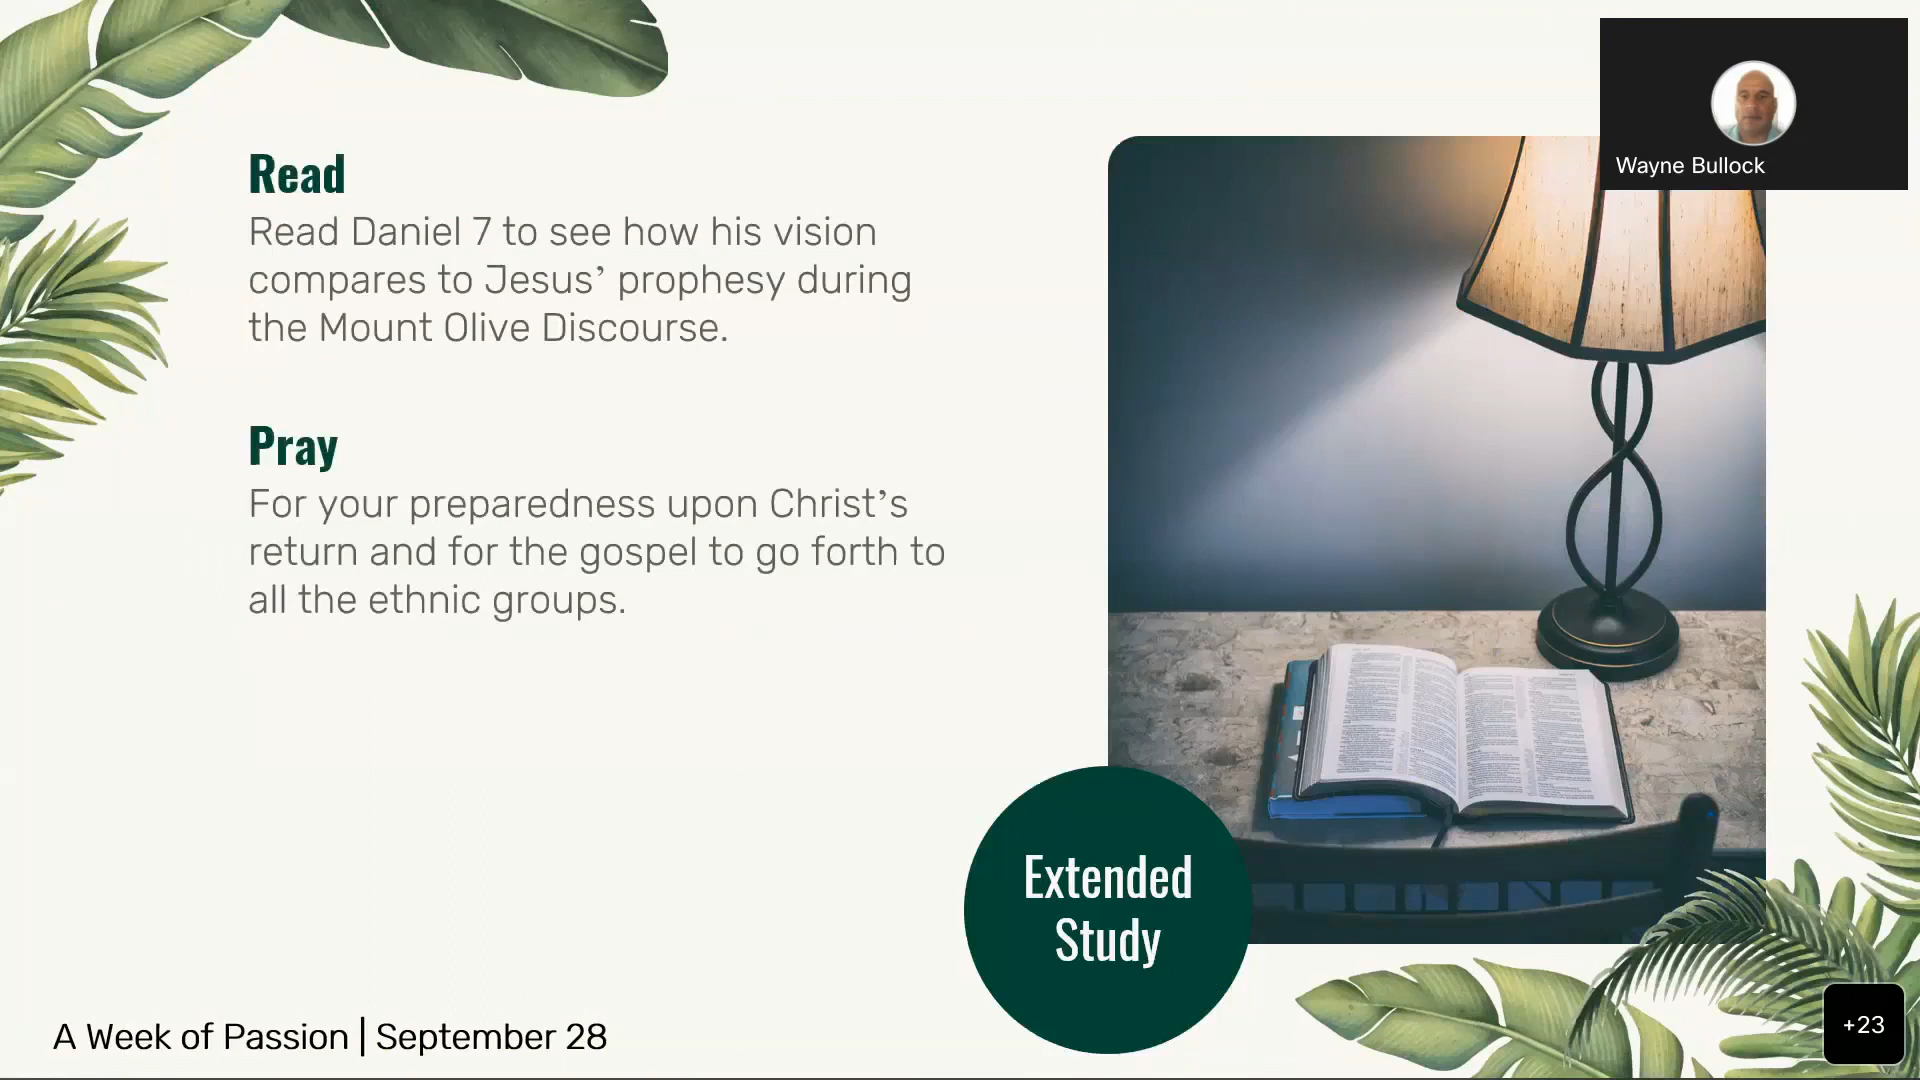 Read
Read Daniel 7 to see how his vision
compares to Jesus’ prophesy during
the Mount Olive Discourse.
Pray
For your preparedness upon Christ’s
return and for the gospel to go forth to
all the ethnic groups.
Extended
Study
A Week of Passion | September 28
Wayne Bullock
+23